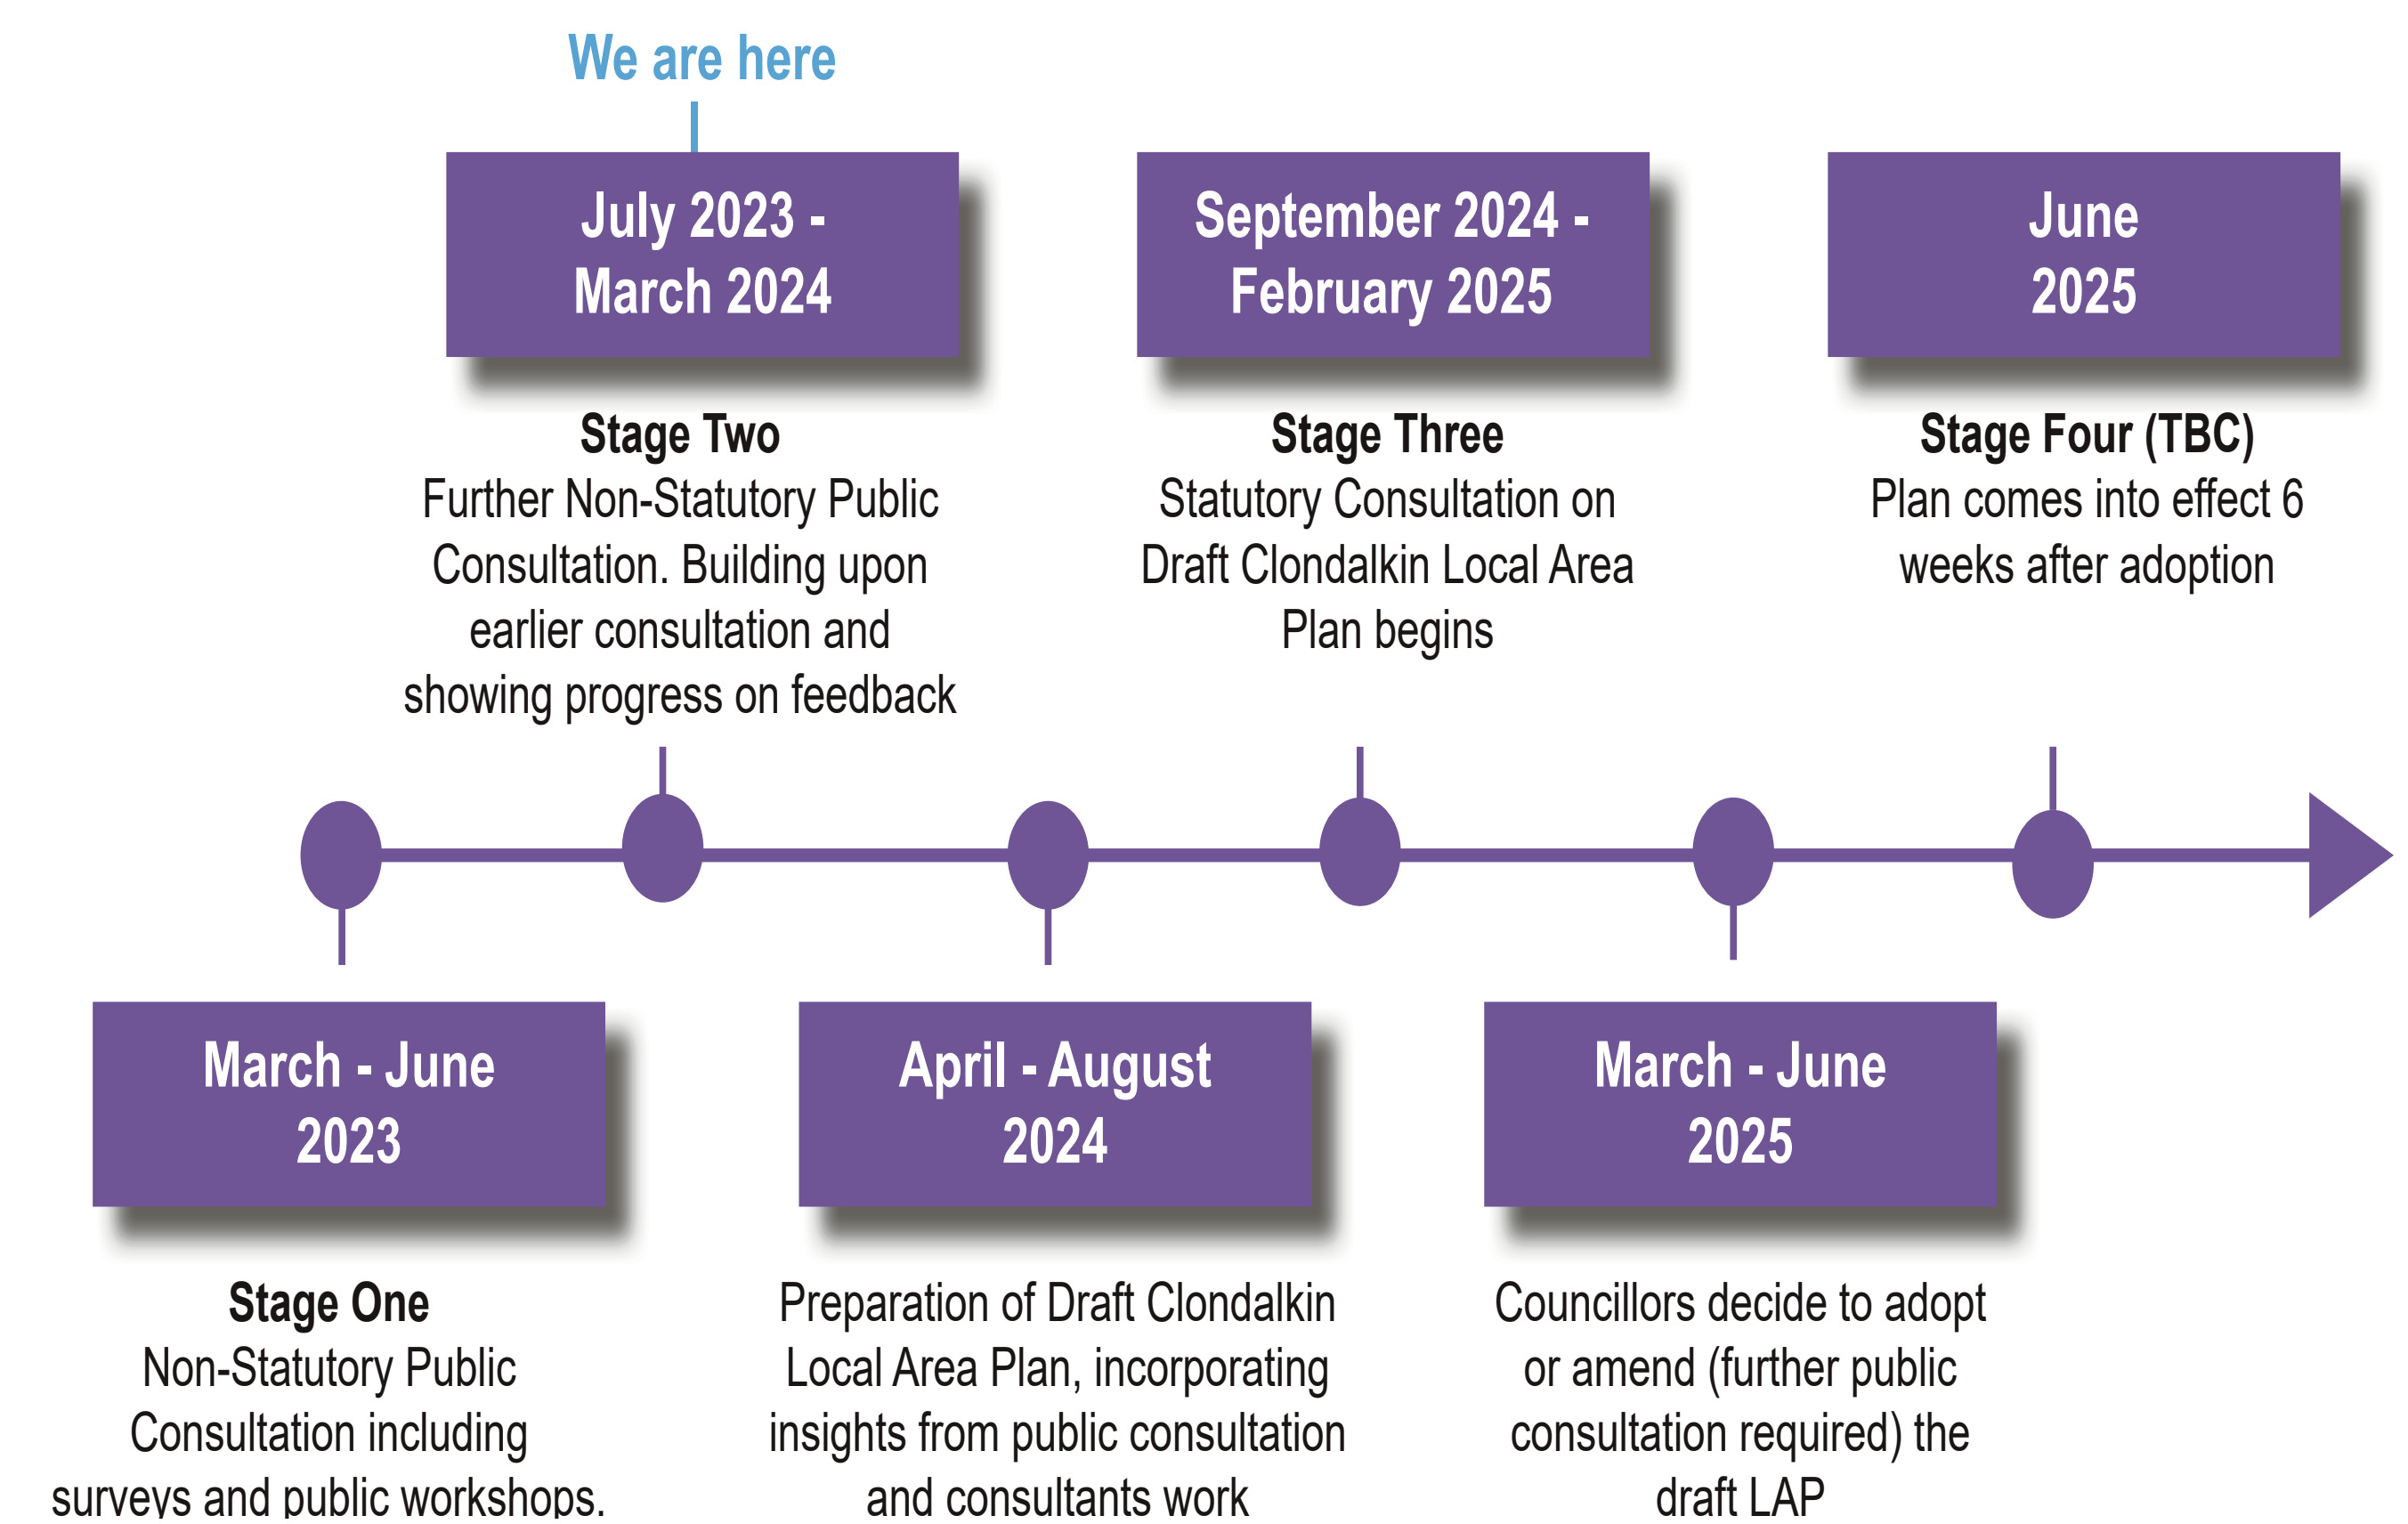 We are here
July 2023 -
March 2024
Stage Two
Further Non-Statutory Public
Consultation. Building upon
earlier consultation and
showing progress on feedback
September 2024 -
February 2025
Stage Three
Statutory Consultation on
Draft Clondalkin Local Area
Plan begins
June
2025
Stage Four (TBC)
Plan comes into effect 6
weeks after adoption
March - June
2023
Stage One
Non-Statutory Public
Consultation including
surveys and public workshops.
April - August
2024
Preparation of Draft Clondalkin
Local Area Plan, incorporating
insights from public consultation
and consultants work
March - June
2025
Councillors decide to adopt
or amend (further public
consultation required) the
draft LAP